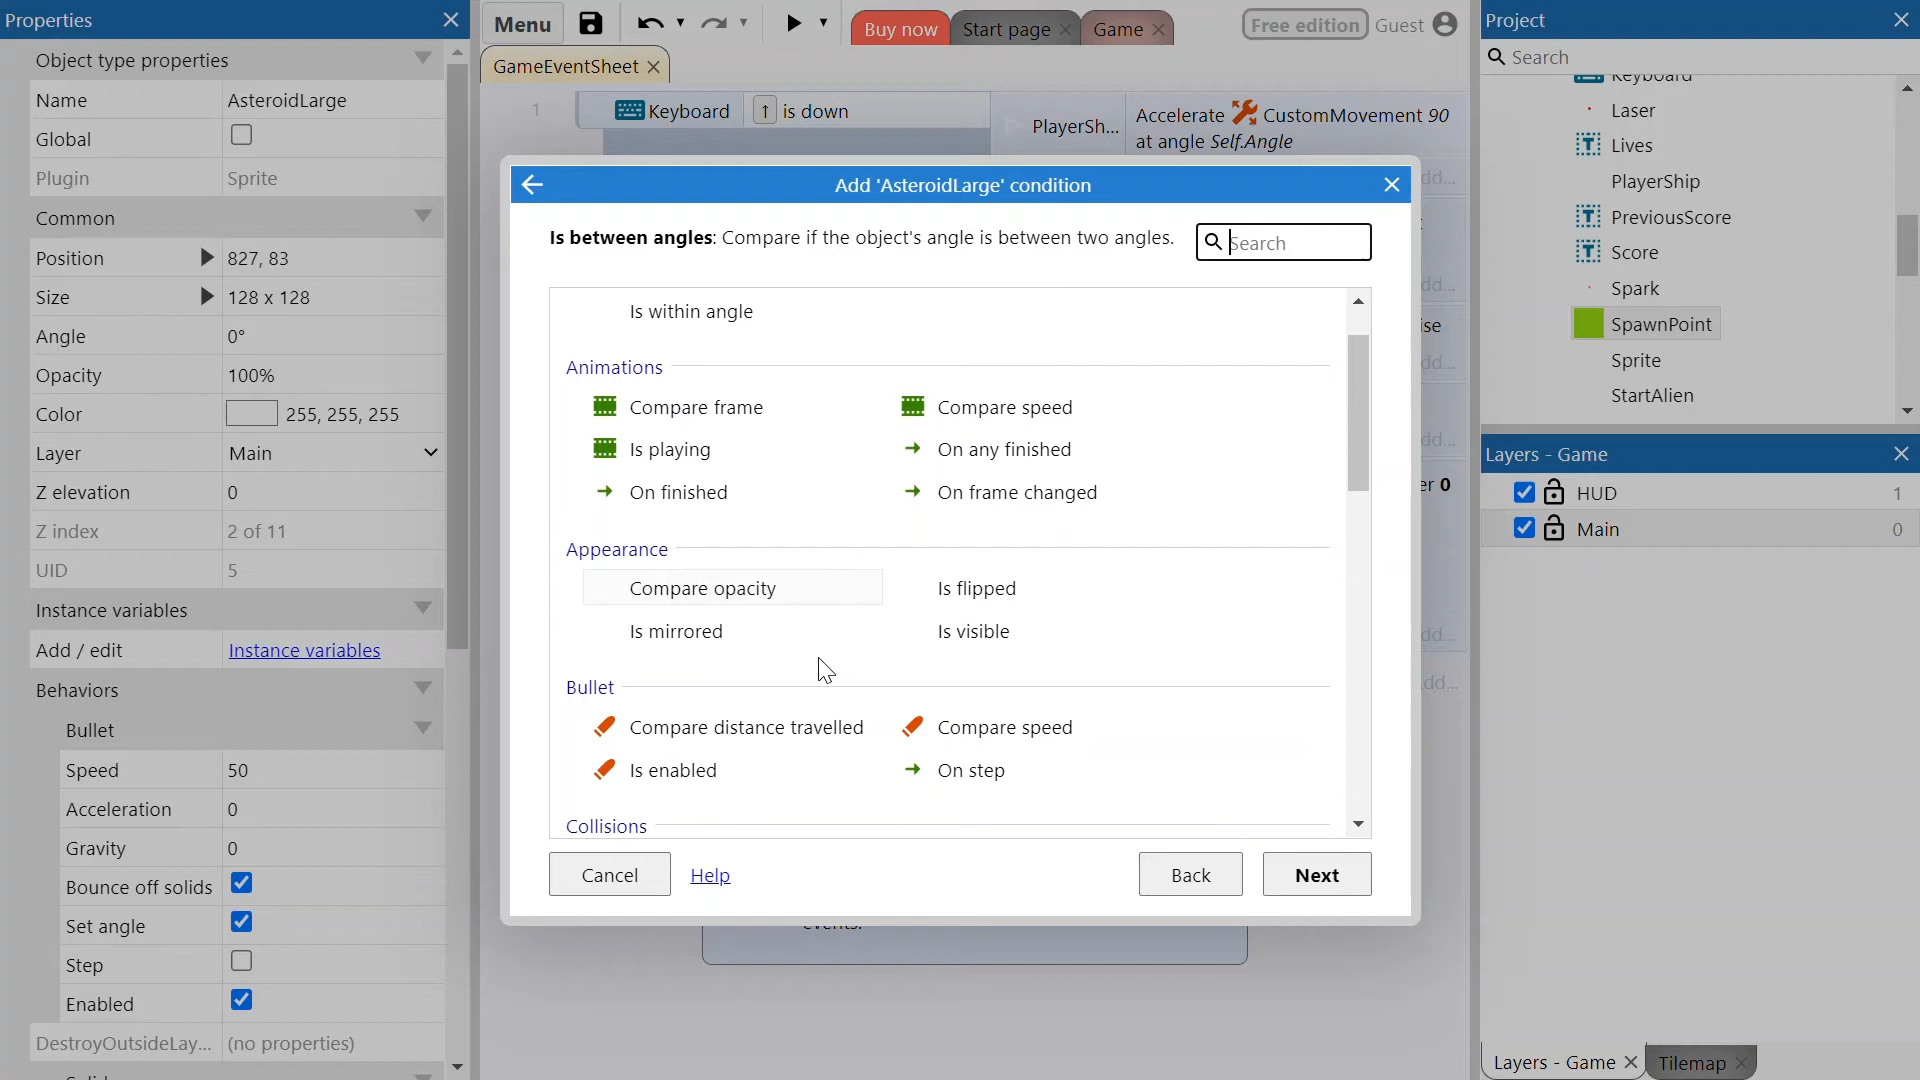 Properties
Object type properties
Name AsteroidLarge
Global
Plugin Sprite
Common
Position 827, 83
Size 128 x 128
Angle 0°
Opacity 100%
Color 255, 255, 255
Layer Main
Z elevation 0
Z index 2 of 11
UID 5
Instance variables
Add / edit Instance variables
Behaviors
Bullet
Speed 50
Acceleration 0
Gravity 0
Bounce off solids
Set angle
Step
Enabled
DestroyOutsideLay... (no properties)
Menu
Buy now
Start page
Game
Free edition
Guest
GameEventSheet
1 Keyboard ↑ is down
PlayerSh... Accelerate CustomMovement 90
at angle Self.Angle
Add 'AsteroidLarge' condition
Is between angles: Compare if the object's angle is between two angles.
Search
Is within angle
Animations
Compare frame Compare speed
Is playing On any finished
On finished On frame changed
Appearance
Compare opacity Is flipped
Is mirrored Is visible
Bullet
Compare distance travelled Compare speed
Is enabled On step
Collisions
Cancel Help Back Next
events.
Project
Search
Keyboard
Laser
Lives
PlayerShip
PreviousScore
Score
Spark
SpawnPoint
Sprite
StartAlien
Layers - Game
HUD 1
Main 0
Layers - Game Tilemap